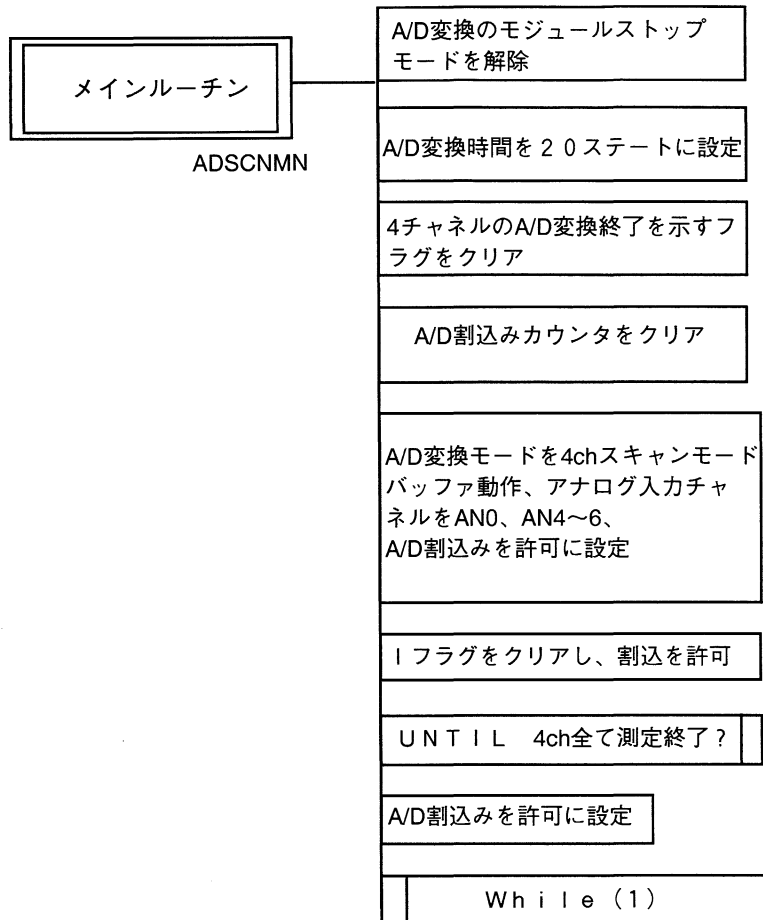 メインルーチン
ADSCNMN
A/D変換のモジュールストップ
モードを解除
A/D変換時間を20ステートに設定
4チャネルのA/D変換終了を示すフ
ラグをクリア
A/D割込みカウンタをクリア
A/D変換モードを4chスキャンモード
バッファ動作、アナログ入力チャ
ネルをAN0、AN4～6、
A/D割込みを許可に設定
Iフラグをクリアし、割込を許可
UNTIL 4ch全て測定終了?
A/D割込みを許可に設定
While(1)